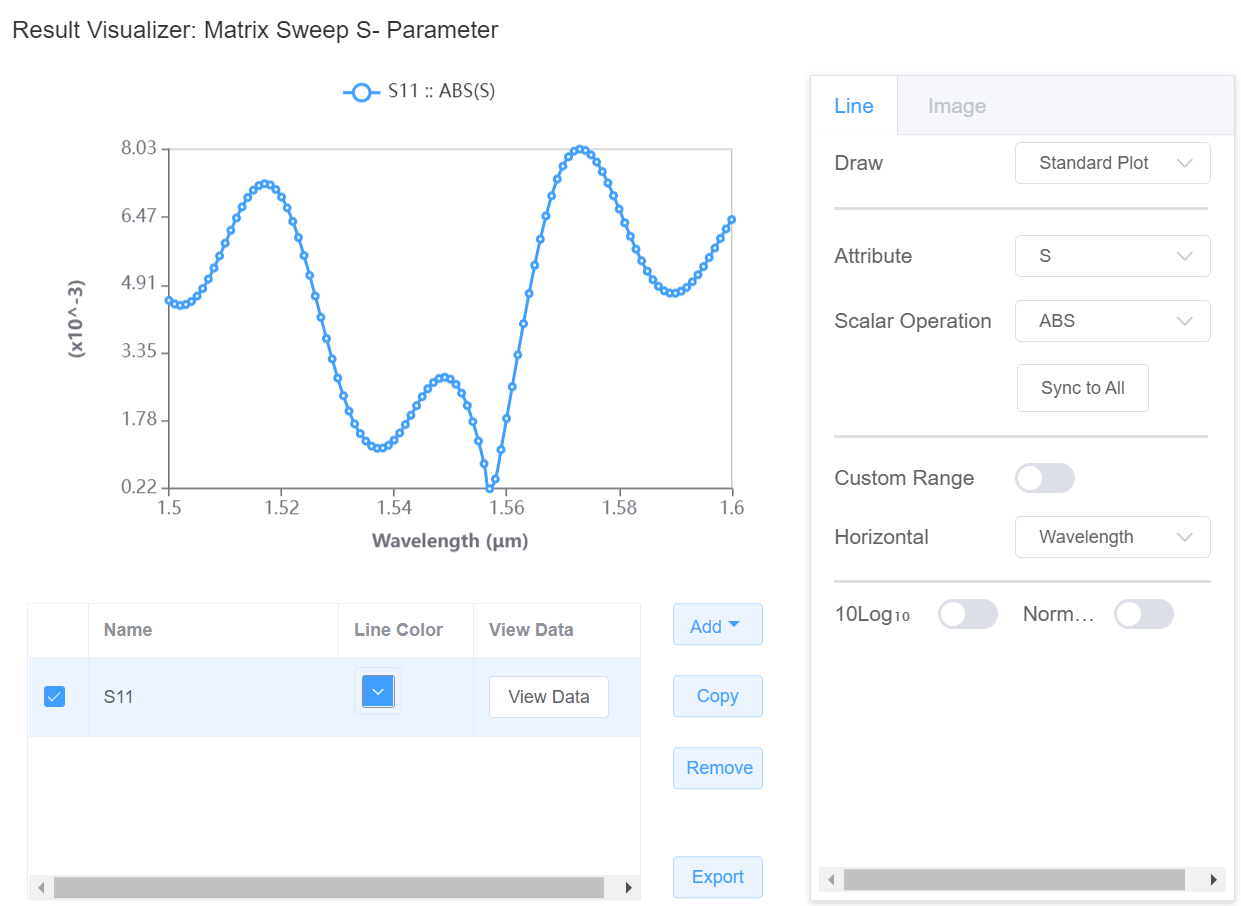 Result Visualizer: Matrix Sweep S- Parameter
S11 :: ABS(S)
8.03
6.47
4.91
3.35
1.78
0.22
(x10^-3)
1.5 1.52 1.54 1.56 1.58 1.6
Wavelength (μm)
Name Line Color View Data
S11 View Data
Add
Copy
Remove
Export
Line Image
Draw Standard Plot
Attribute S
Scalar Operation ABS
Sync to All
Custom Range
Horizontal Wavelength
10Log₁₀ Norm...